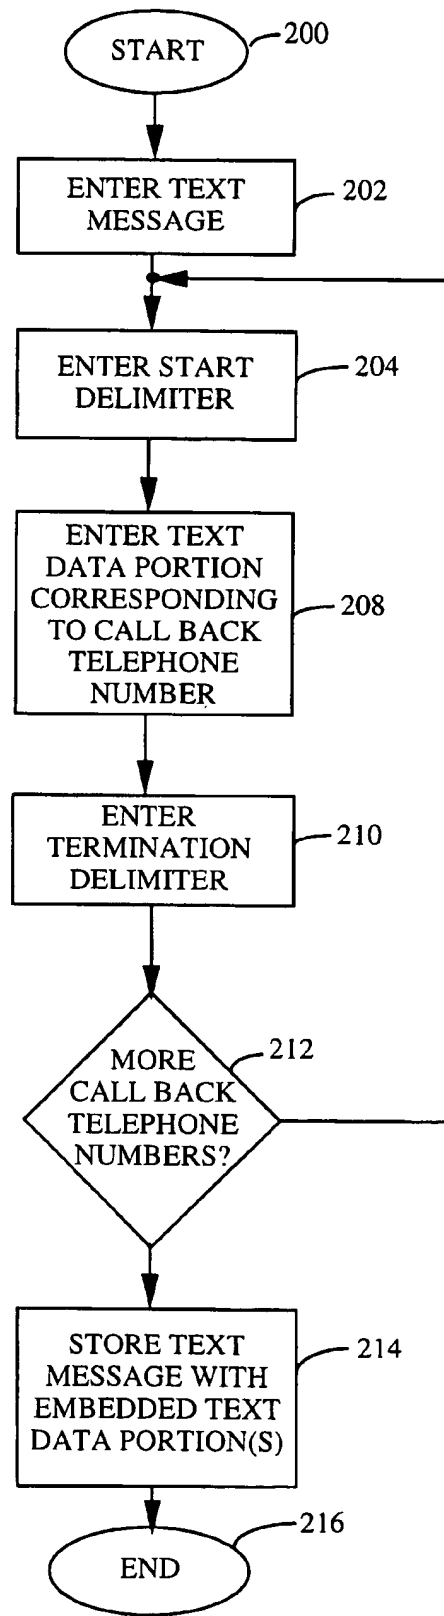 START
200
ENTER TEXT
MESSAGE
202
ENTER START
DELIMITER
204
ENTER TEXT
DATA PORTION
CORRESPONDING
TO CALL BACK
TELEPHONE
NUMBER
208
ENTER
TERMINATION
DELIMITER
210
MORE
CALL BACK
TELEPHONE
NUMBERS?
212
STORE TEXT
MESSAGE WITH
EMBEDDED TEXT
DATA PORTION(S)
214
END
216